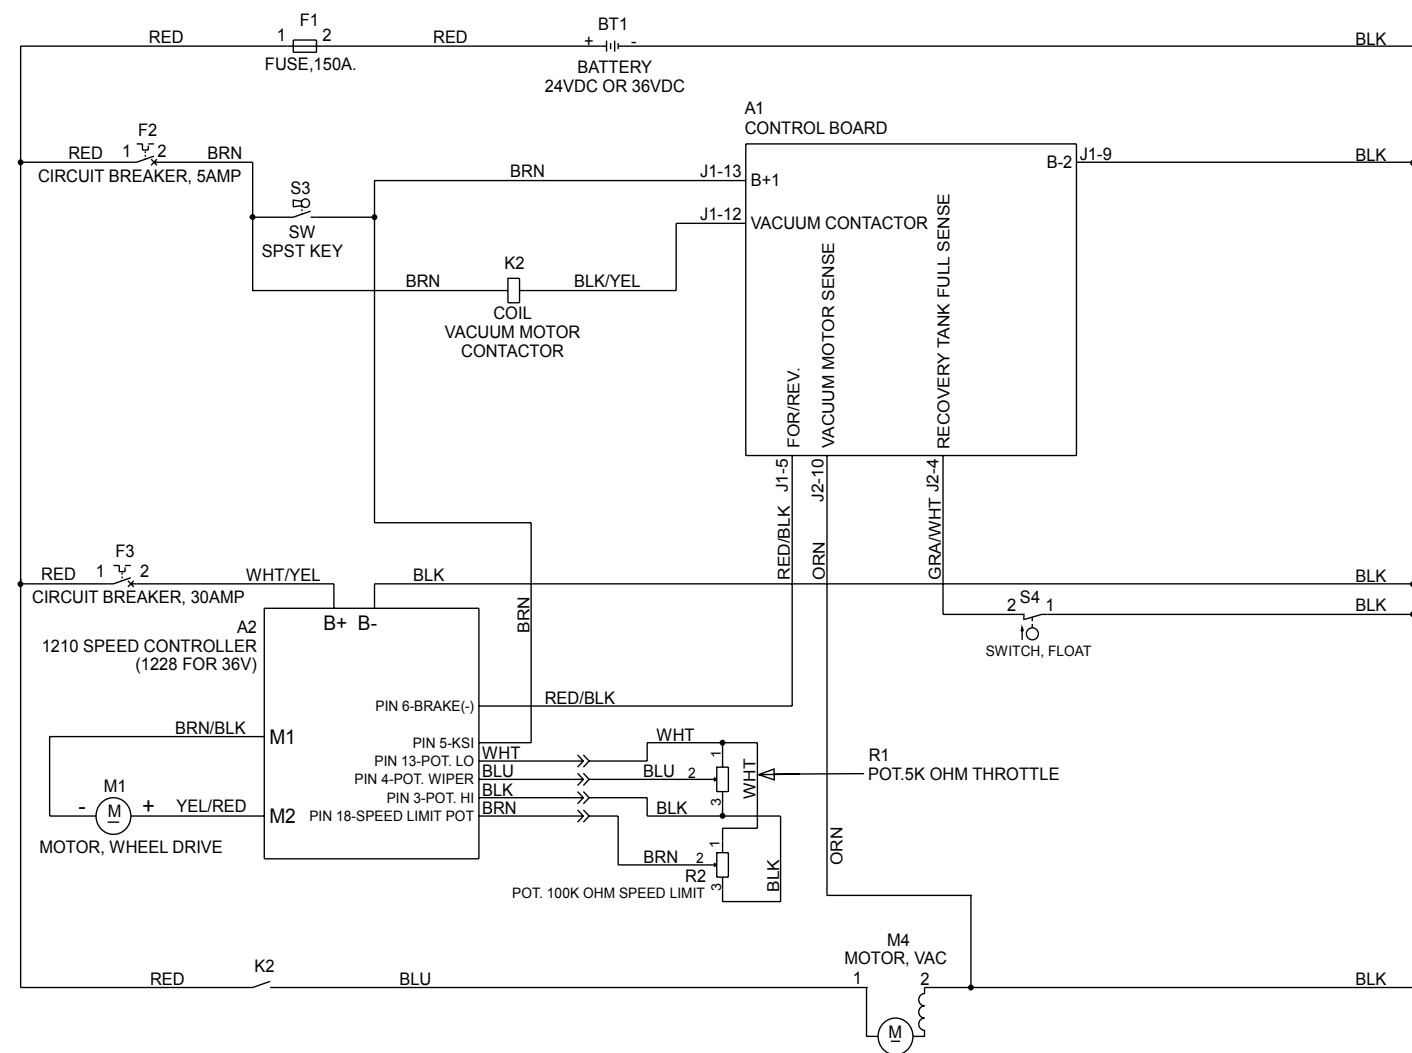 F1
RED 1 2 RED
FUSE,150A.
BT1
+ -
BATTERY
24VDC OR 36VDC
BLK
A1
CONTROL BOARD
F2
RED 1 2 BRN
CIRCUIT BREAKER, 5AMP
S3
SW
SPST KEY
BRN
J1-13 B+1
J1-12 VACUUM CONTACTOR
B-2 J1-9
BLK
K2
BRN BLK/YEL
COIL
VACUUM MOTOR
CONTACTOR
FOR/REV.
VACUUM MOTOR SENSE
RECOVERY TANK FULL SENSE
J1-5
J2-10
J2-4
RED/BLK
ORN
GRA/WHT
F3
RED 1 2 WHT/YEL
CIRCUIT BREAKER, 30AMP
BLK
BLK
BRN
S4
2 1
BLK
SWITCH, FLOAT
A2
1210 SPEED CONTROLLER
(1228 FOR 36V)
B+ B-
PIN 6-BRAKE(-)
RED/BLK
PIN 5-KSI
PIN 13-POT. LO
PIN 4-POT. WIPER
PIN 3-POT. HI
PIN 18-SPEED LIMIT POT
WHT
BLU
BLK
BRN
WHT
BLU 2
BLK
1
3
WHT
R1
POT.5K OHM THROTTLE
BRN 2
1
3
BLK
R2
POT. 100K OHM SPEED LIMIT
BRN/BLK
M1
M1
- M +
YEL/RED
M2
MOTOR, WHEEL DRIVE
ORN
M4
MOTOR, VAC
RED K2 BLU
1 2
BLK
M